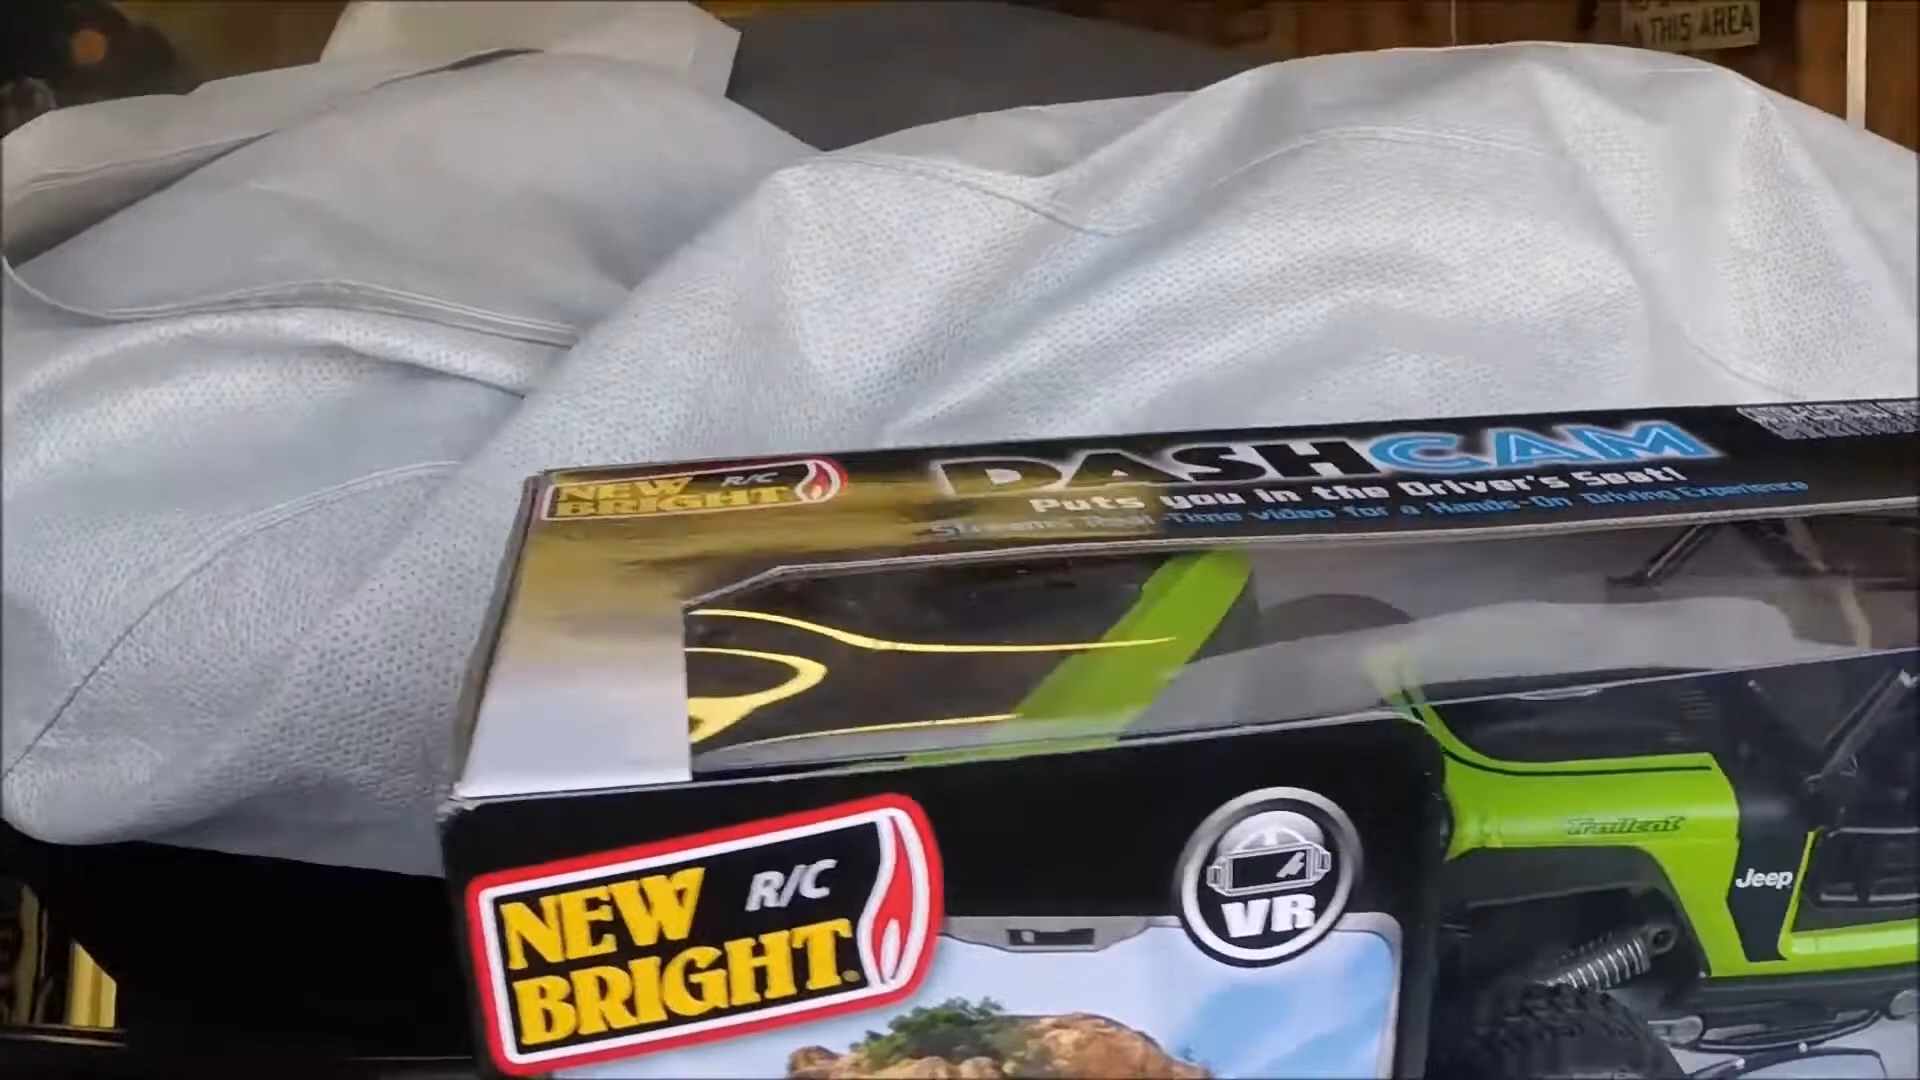 THIS AREA
NEW R/C
BRIGHT
DASHCAM
Puts you in the Driver's Seat!
Streams Real-Time video for a Hands-On Driving Experience
Trailcat
Jeep
NEW R/C
BRIGHT
VR